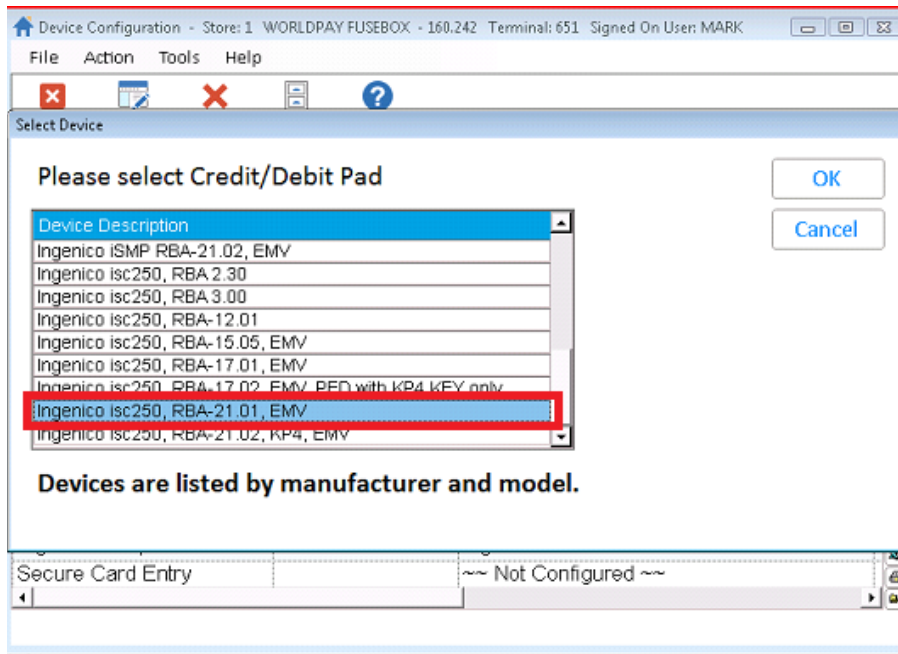 Device Configuration - Store: 1 WORLDPAY FUSEBOX - 160.242 Terminal: 651 Signed On User: MARK
File Action Tools Help
Select Device
Please select Credit/Debit Pad
OK
Cancel
Device Description
Ingenico iSMP RBA-21.02, EMV
Ingenico isc250, RBA 2.30
Ingenico isc250, RBA 3.00
Ingenico isc250, RBA-12.01
Ingenico isc250, RBA-15.05, EMV
Ingenico isc250, RBA-17.01, EMV
Ingenico isc250, RBA-17.02, EMV, PED with KP4 KEY only
Ingenico isc250, RBA-21.01, EMV
Ingenico isc250, RBA-21.02, KP4, EMV
Devices are listed by manufacturer and model.
Secure Card Entry ~~ Not Configured ~~